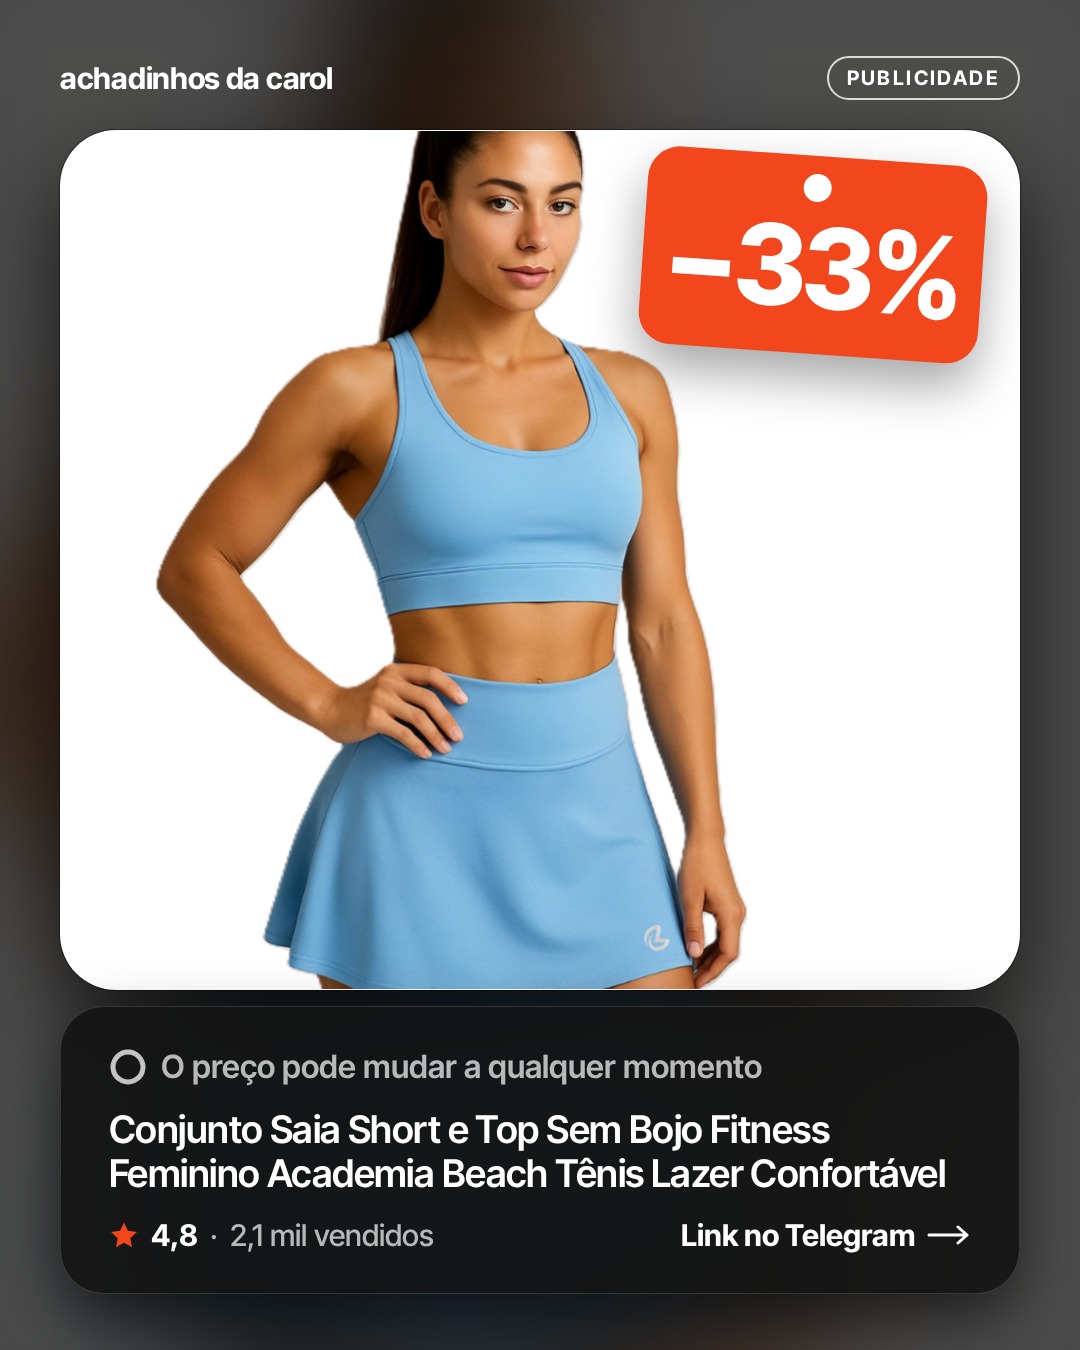 achadinhos da carol
PUBLICIDADE
-33%
O preço pode mudar a qualquer momento
Conjunto Saia Short e Top Sem Bojo Fitness
Feminino Academia Beach Tênis Lazer Confortável
4,8 · 2,1 mil vendidos
Link no Telegram →